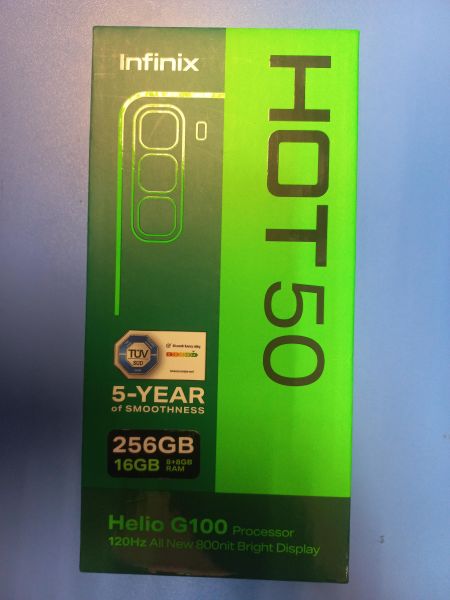 Infinix
HOT 50
TÜV
SÜD
5-YEAR
of SMOOTHNESS
256GB
16GB 8+8GB
RAM
Helio G100 Processor
120Hz All New 800nit Bright Display